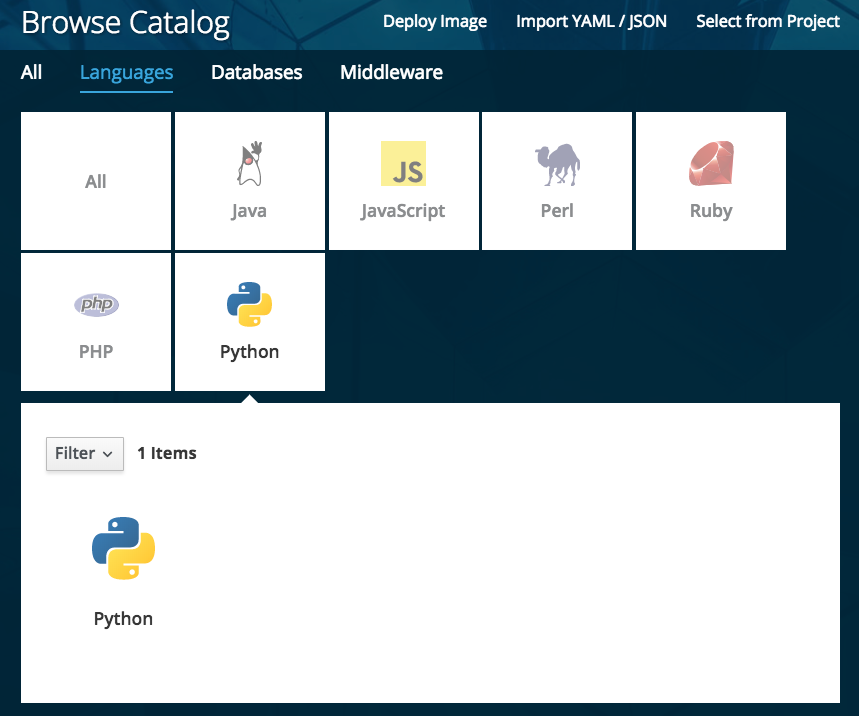 Browse Catalog
Deploy Image Import YAML / JSON Select from Project
All Languages Databases Middleware
All
JS
Java JavaScript Perl Ruby
php
PHP Python
Filter 1 Items
Python